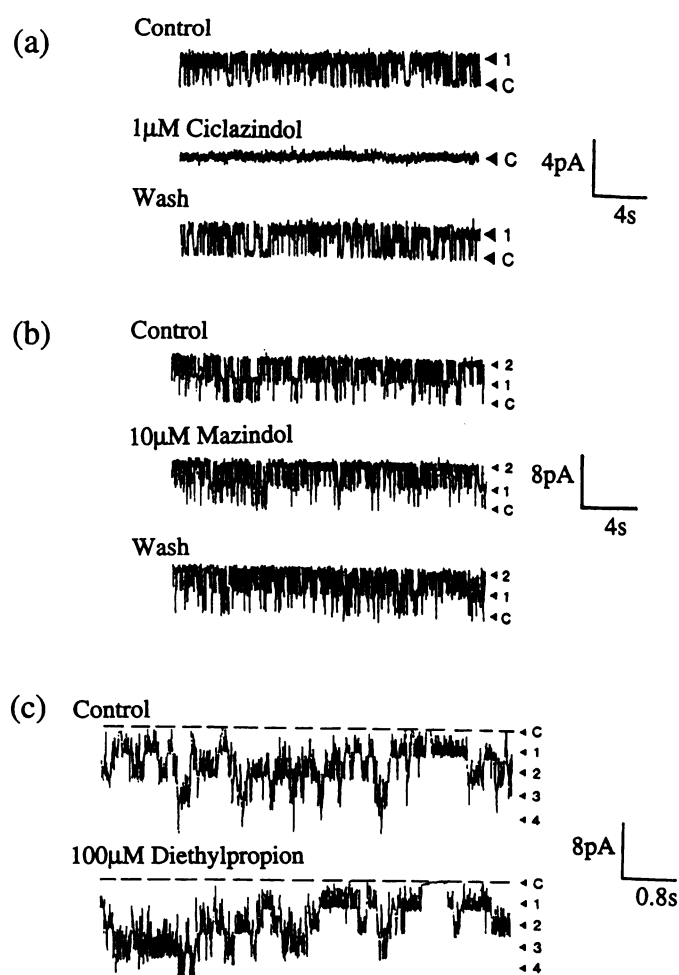 (a)
Control
◄ 1
◄ C
1µM Ciclazindol
◄ C
4pA
4s
Wash
◄ 1
◄ C
(b)
Control
◄ 2
◄ 1
◄ C
10µM Mazindol
◄ 2
◄ 1
◄ C
8pA
4s
Wash
◄ 2
◄ 1
◄ C
(c)
Control
◄ C
◄ 1
◄ 2
◄ 3
◄ 4
8pA
0.8s
100µM Diethylpropion
◄ C
◄ 1
◄ 2
◄ 3
◄ 4